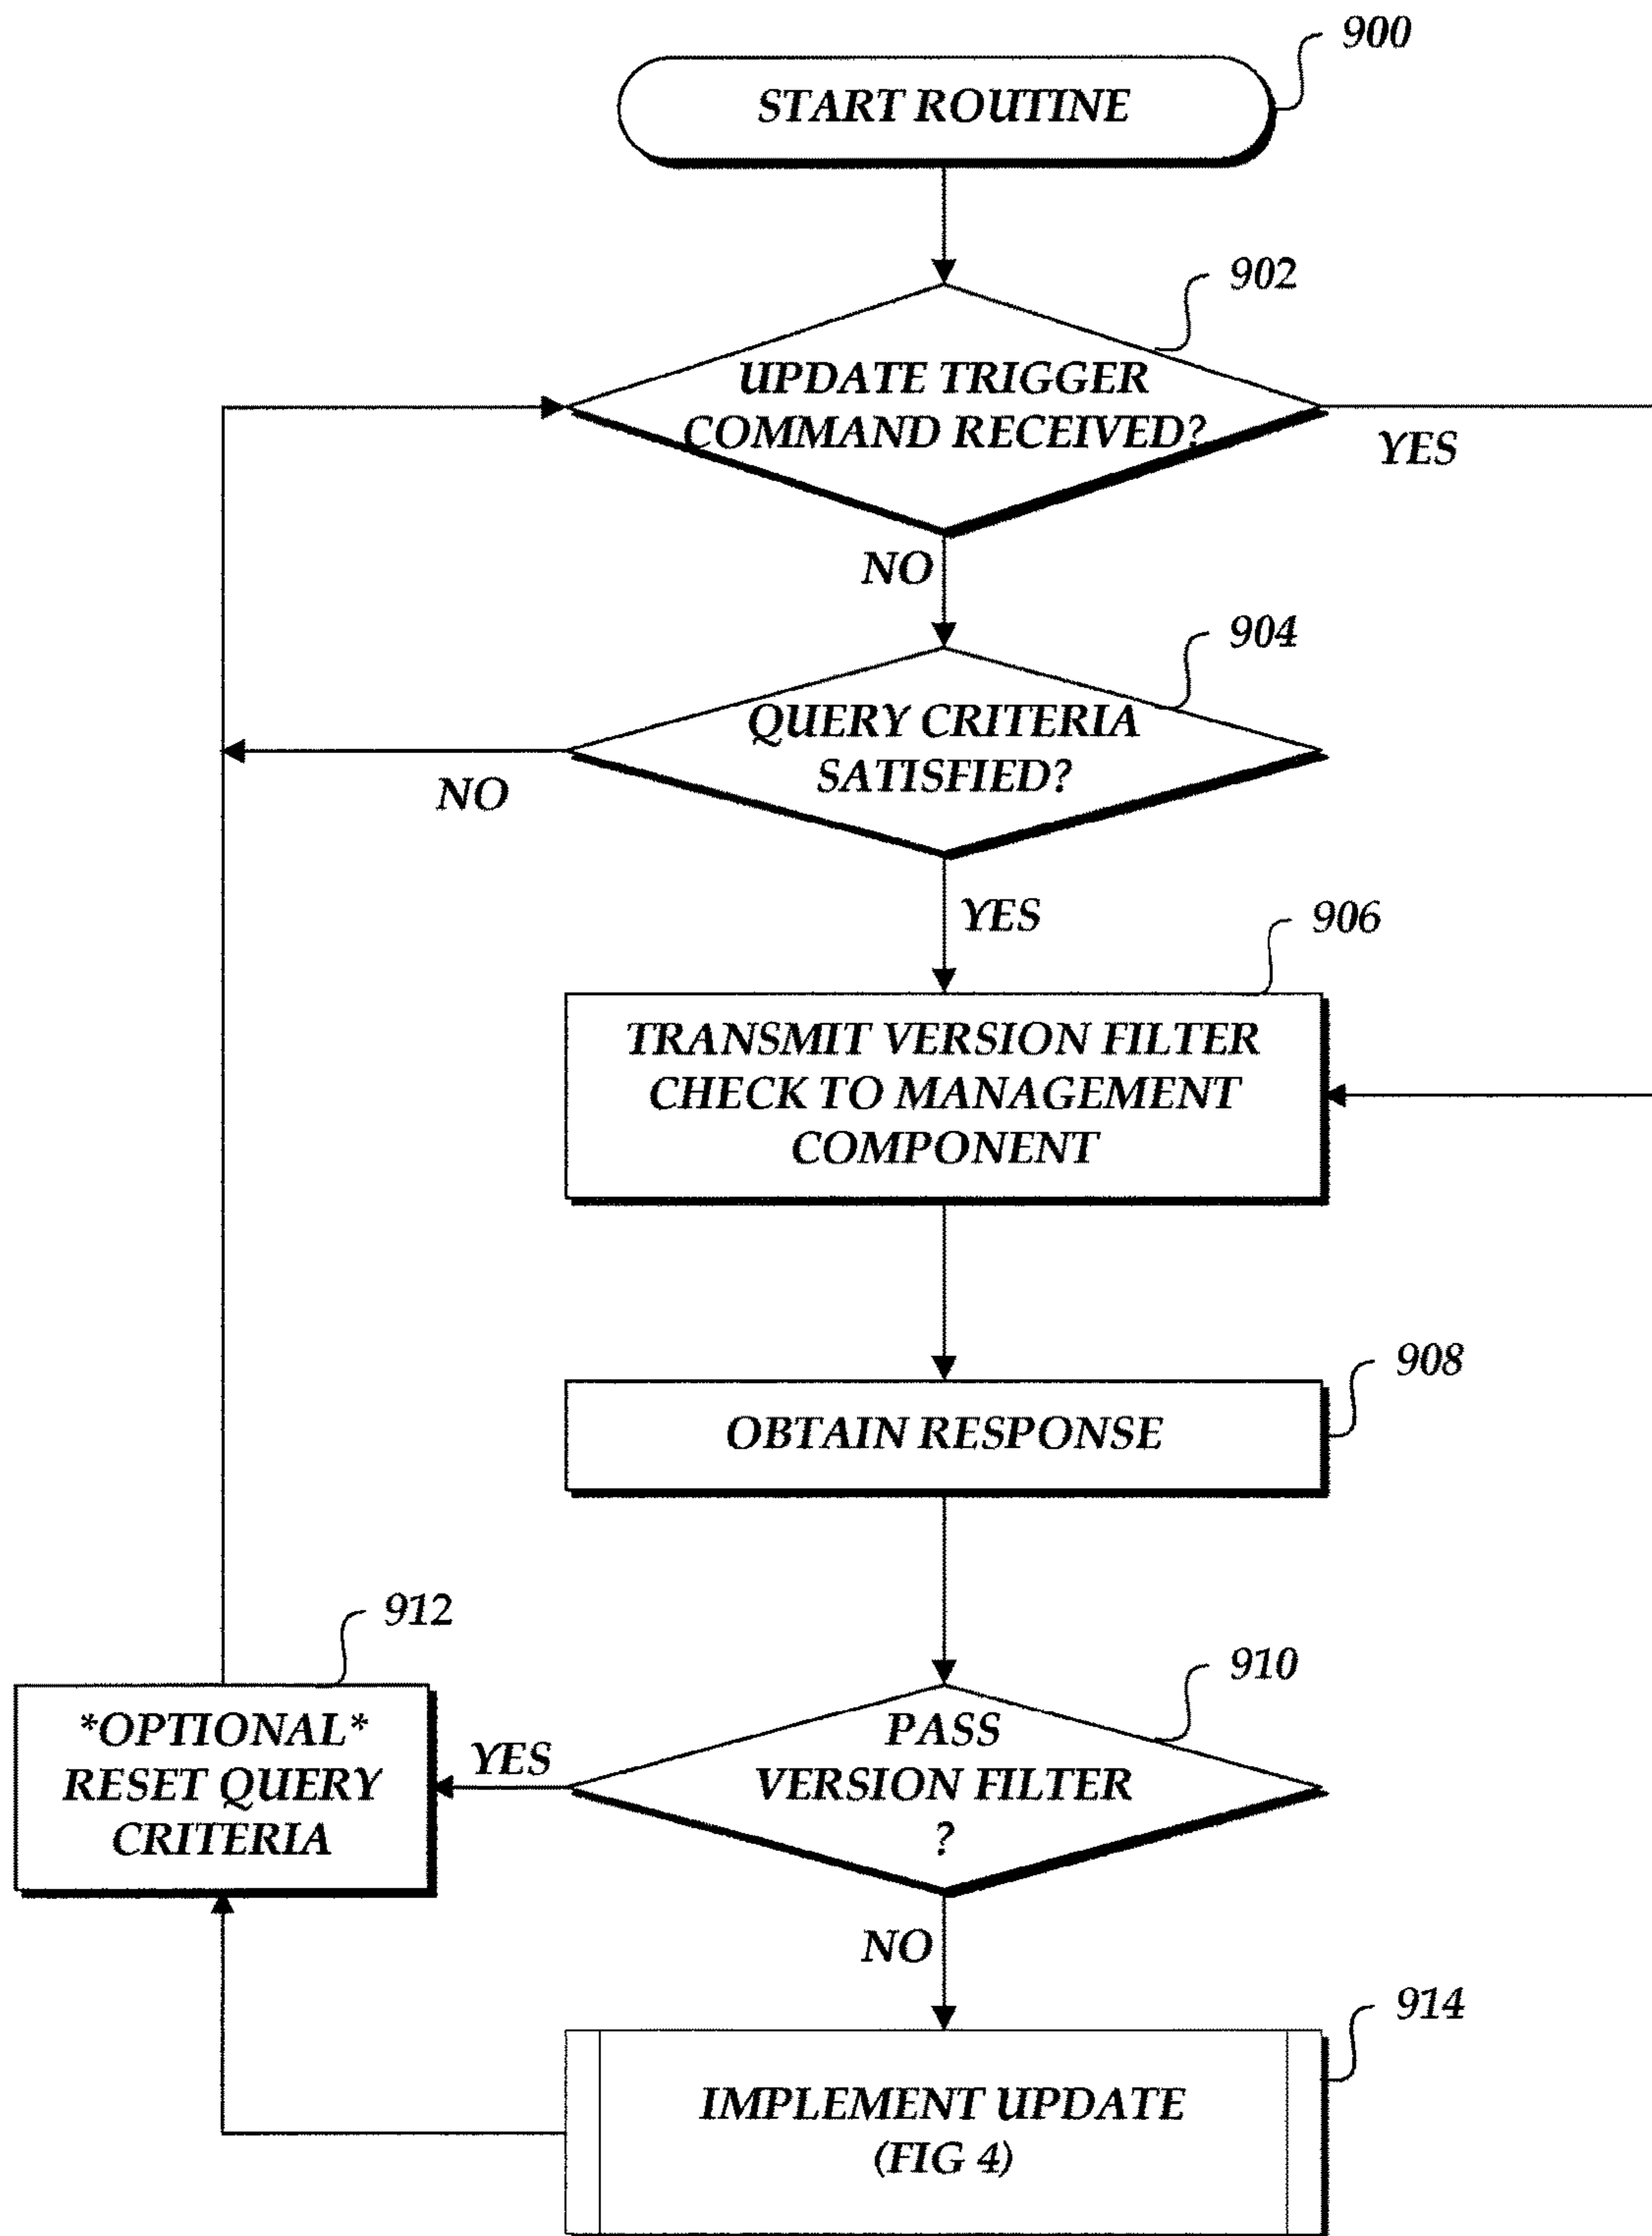 900
START ROUTINE
902
UPDATE TRIGGER
COMMAND RECEIVED?
YES
NO
904
QUERY CRITERIA
SATISFIED?
NO
YES
906
TRANSMIT VERSION FILTER
CHECK TO MANAGEMENT
COMPONENT
908
OBTAIN RESPONSE
912
*OPTIONAL*
RESET QUERY
CRITERIA
YES
910
PASS
VERSION FILTER
?
NO
914
IMPLEMENT UPDATE
(FIG 4)